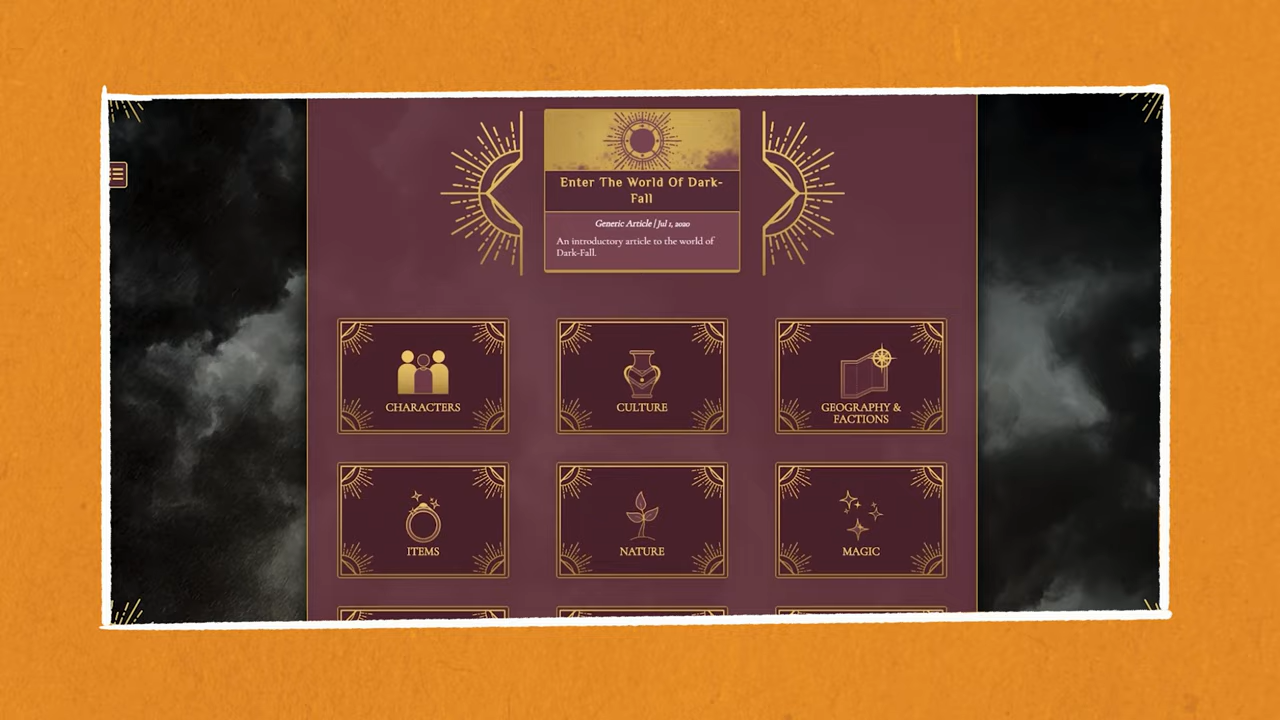 Enter The World Of Dark-
Fall
Generic Article | Jul 1, 2020
An introductory article to the world of
Dark-Fall.
CHARACTERS
CULTURE
GEOGRAPHY &
FACTIONS
ITEMS
NATURE
MAGIC